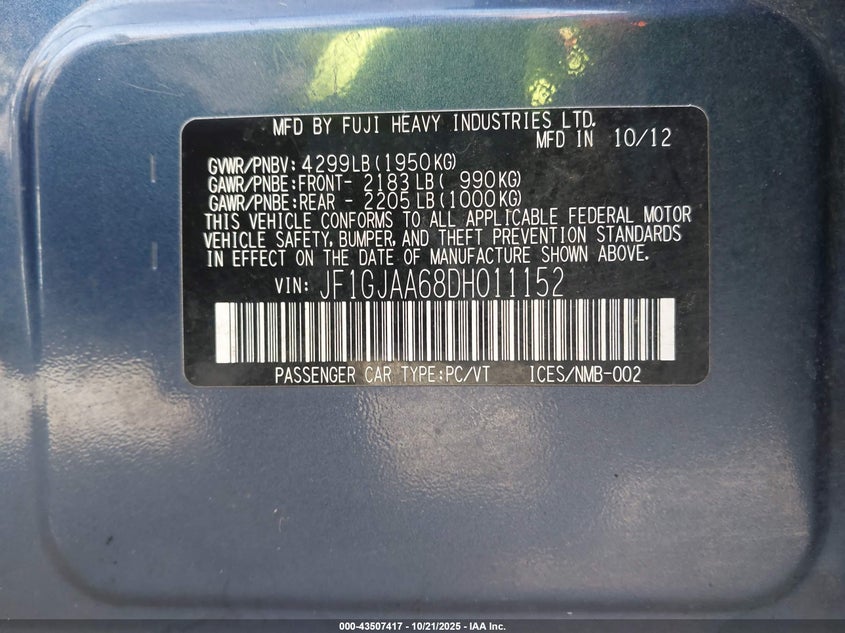 MFD BY FUJI HEAVY INDUSTRIES LTD.
MFD IN 10/12
GVWR/PNBV: 4299LB (1950KG)
GAWR/PNBE:FRONT- 2183 LB ( 990KG)
GAWR/PNBE:REAR - 2205 LB (1000KG)
THIS VEHICLE CONFORMS TO ALL APPLICABLE FEDERAL MOTOR
VEHICLE SAFETY, BUMPER, AND THEFT PREVENTION STANDARDS
IN EFFECT ON THE DATE OF MANUFACTURE SHOWN ABOVE.
VIN: JF1GJAA68DH011152
PASSENGER CAR TYPE:PC/VT ICES/NMB-002
000-43507417 - 10/21/2025 - IAA Inc.